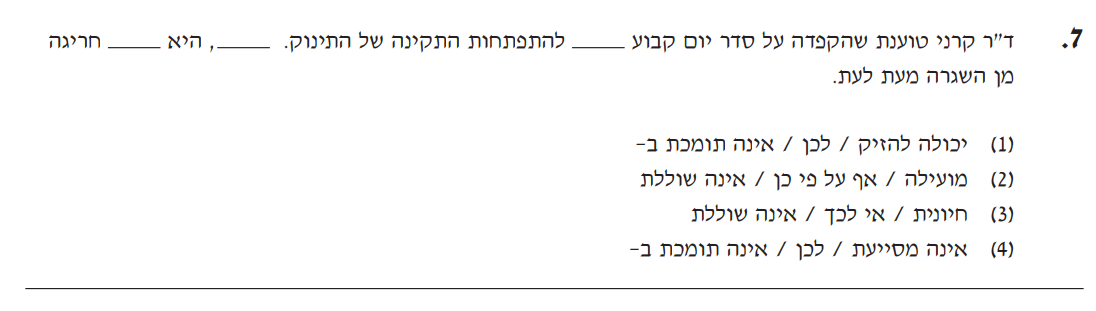 7. ד"ר קרני טוענת שהקפדה על סדר יום קבוע _____ להתפתחות התקינה של התינוק. _____, היא _____ חריגה
מן השגרה מעת לעת.
(1) יכולה להזיק / לכן / אינה תומכת ב-
(2) מועילה / אף על פי כן / אינה שוללת
(3) חיונית / אי לכך / אינה שוללת
(4) אינה מסייעת / לכן / אינה תומכת ב-